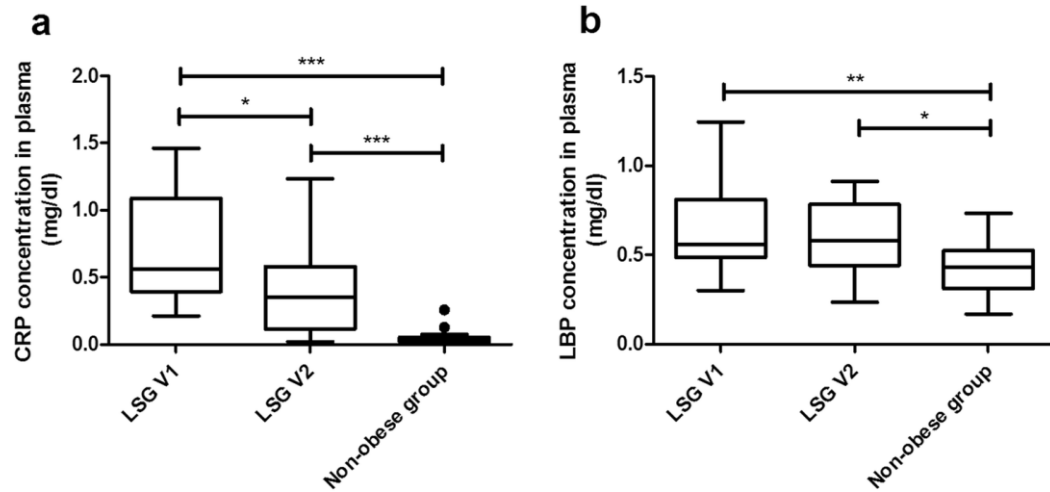 a
CRP concentration in plasma
(mg/dl)
2.0
1.5
1.0
0.5
0.0
***
*
***
LSG V1
LSG V2
Non-obese group
b
LBP concentration in plasma
(mg/dl)
1.5
1.0
0.5
0.0
**
*
LSG V1
LSG V2
Non-obese group